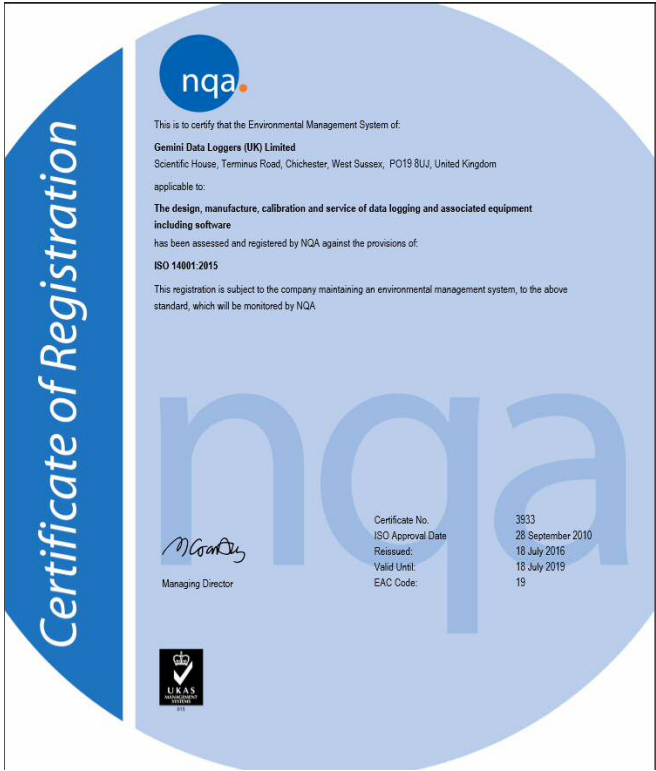 nqa.
This is to certify that the Environmental Management System of:
Gemini Data Loggers (UK) Limited
Scientific House, Terminus Road, Chichester, West Sussex, PO19 8UJ, United Kingdom
applicable to:
The design, manufacture, calibration and service of data logging and associated equipment
including software
has been assessed and registered by NQA against the provisions of:
ISO 14001:2015
This registration is subject to the company maintaining an environmental management system, to the above
standard, which will be monitored by NQA
Certificate of Registration
nqa
Certificate No. 3933
ISO Approval Date 28 September 2010
Reissued: 18 July 2016
Valid Until: 18 July 2019
EAC Code: 19
Managing Director
UKAS
MANAGEMENT
SYSTEMS
015